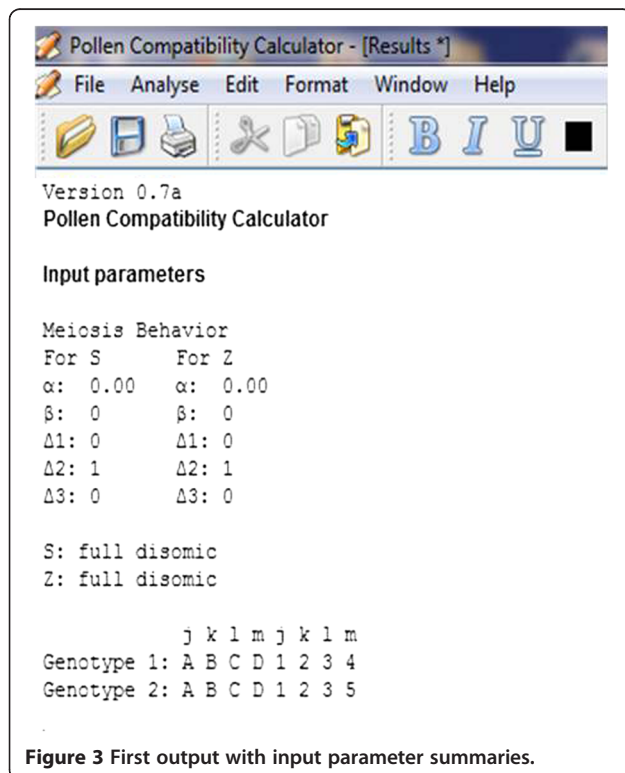 Pollen Compatibility Calculator - [Results *]
File Analyse Edit Format Window Help
B I U
Version 0.7a
Pollen Compatibility Calculator
Input parameters
Meiosis Behavior
For S For Z
α: 0.00 α: 0.00
β: 0 β: 0
Δ1: 0 Δ1: 0
Δ2: 1 Δ2: 1
Δ3: 0 Δ3: 0
S: full disomic
Z: full disomic
j k l m j k l m
Genotype 1: A B C D 1 2 3 4
Genotype 2: A B C D 1 2 3 5
Figure 3 First output with input parameter summaries.